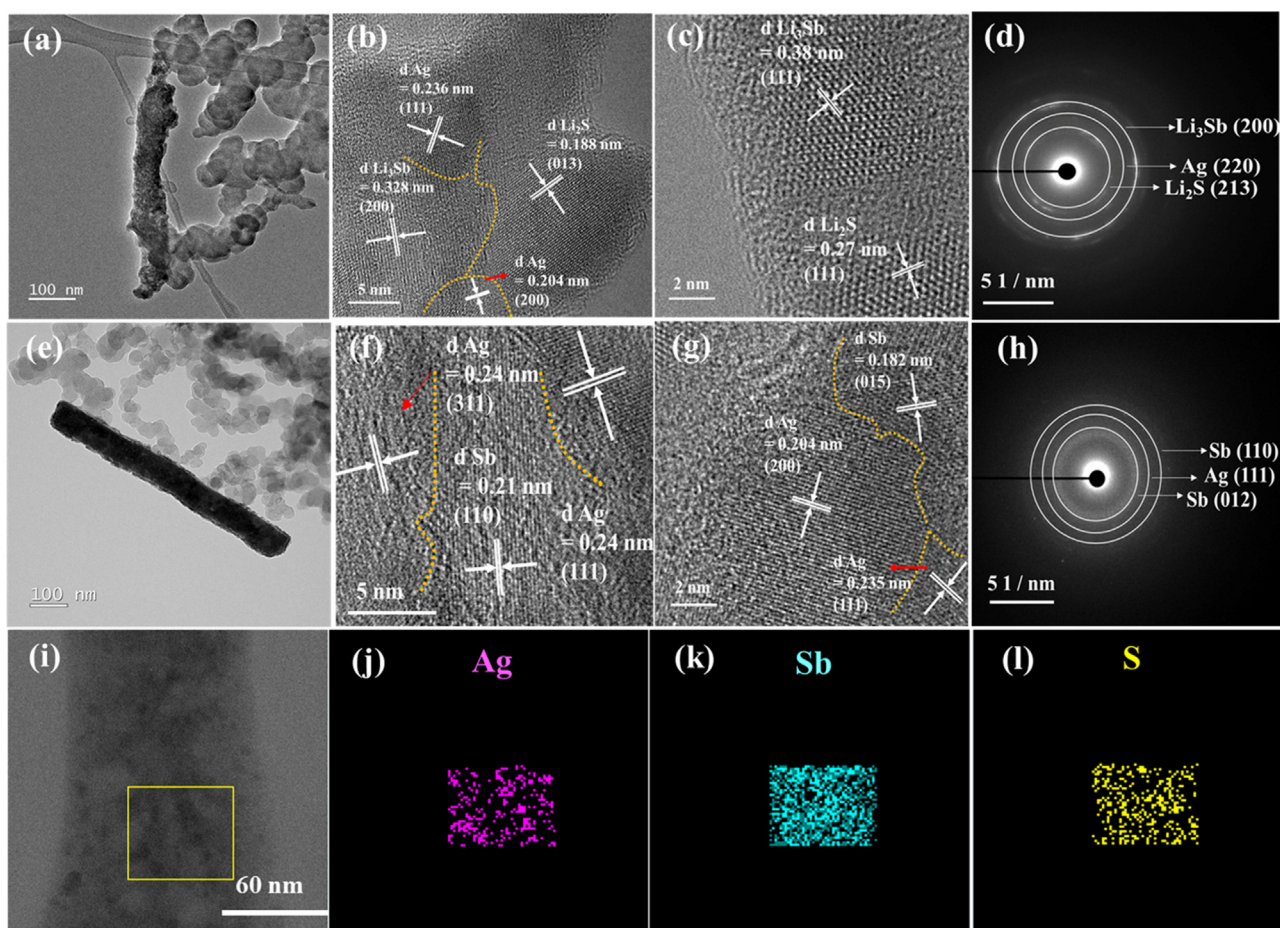 (a)
100 nm
(b)
d Ag
= 0.236 nm
(111)
d Li₂S
= 0.188 nm
(013)
d Li₃Sb
= 0.328 nm
(200)
d Ag
= 0.204 nm
(200)
5 nm
(c)
d Li₃Sb
= 0.38 nm
(111)
d Li₂S
= 0.27 nm
(111)
2 nm
(d)
Li₃Sb (200)
Ag (220)
Li₂S (213)
5 1 / nm
(e)
100 nm
(f)
d Ag
= 0.24 nm
(311)
d Sb
= 0.21 nm
(110)
d Ag
= 0.24 nm
(111)
5 nm
(g)
d Sb
= 0.182 nm
(015)
d Ag
= 0.204 nm
(200)
d Ag
= 0.235 nm
(111)
2 nm
(h)
Sb (110)
Ag (111)
Sb (012)
5 1 / nm
(i)
60 nm
(j)
Ag
(k)
Sb
(l)
S